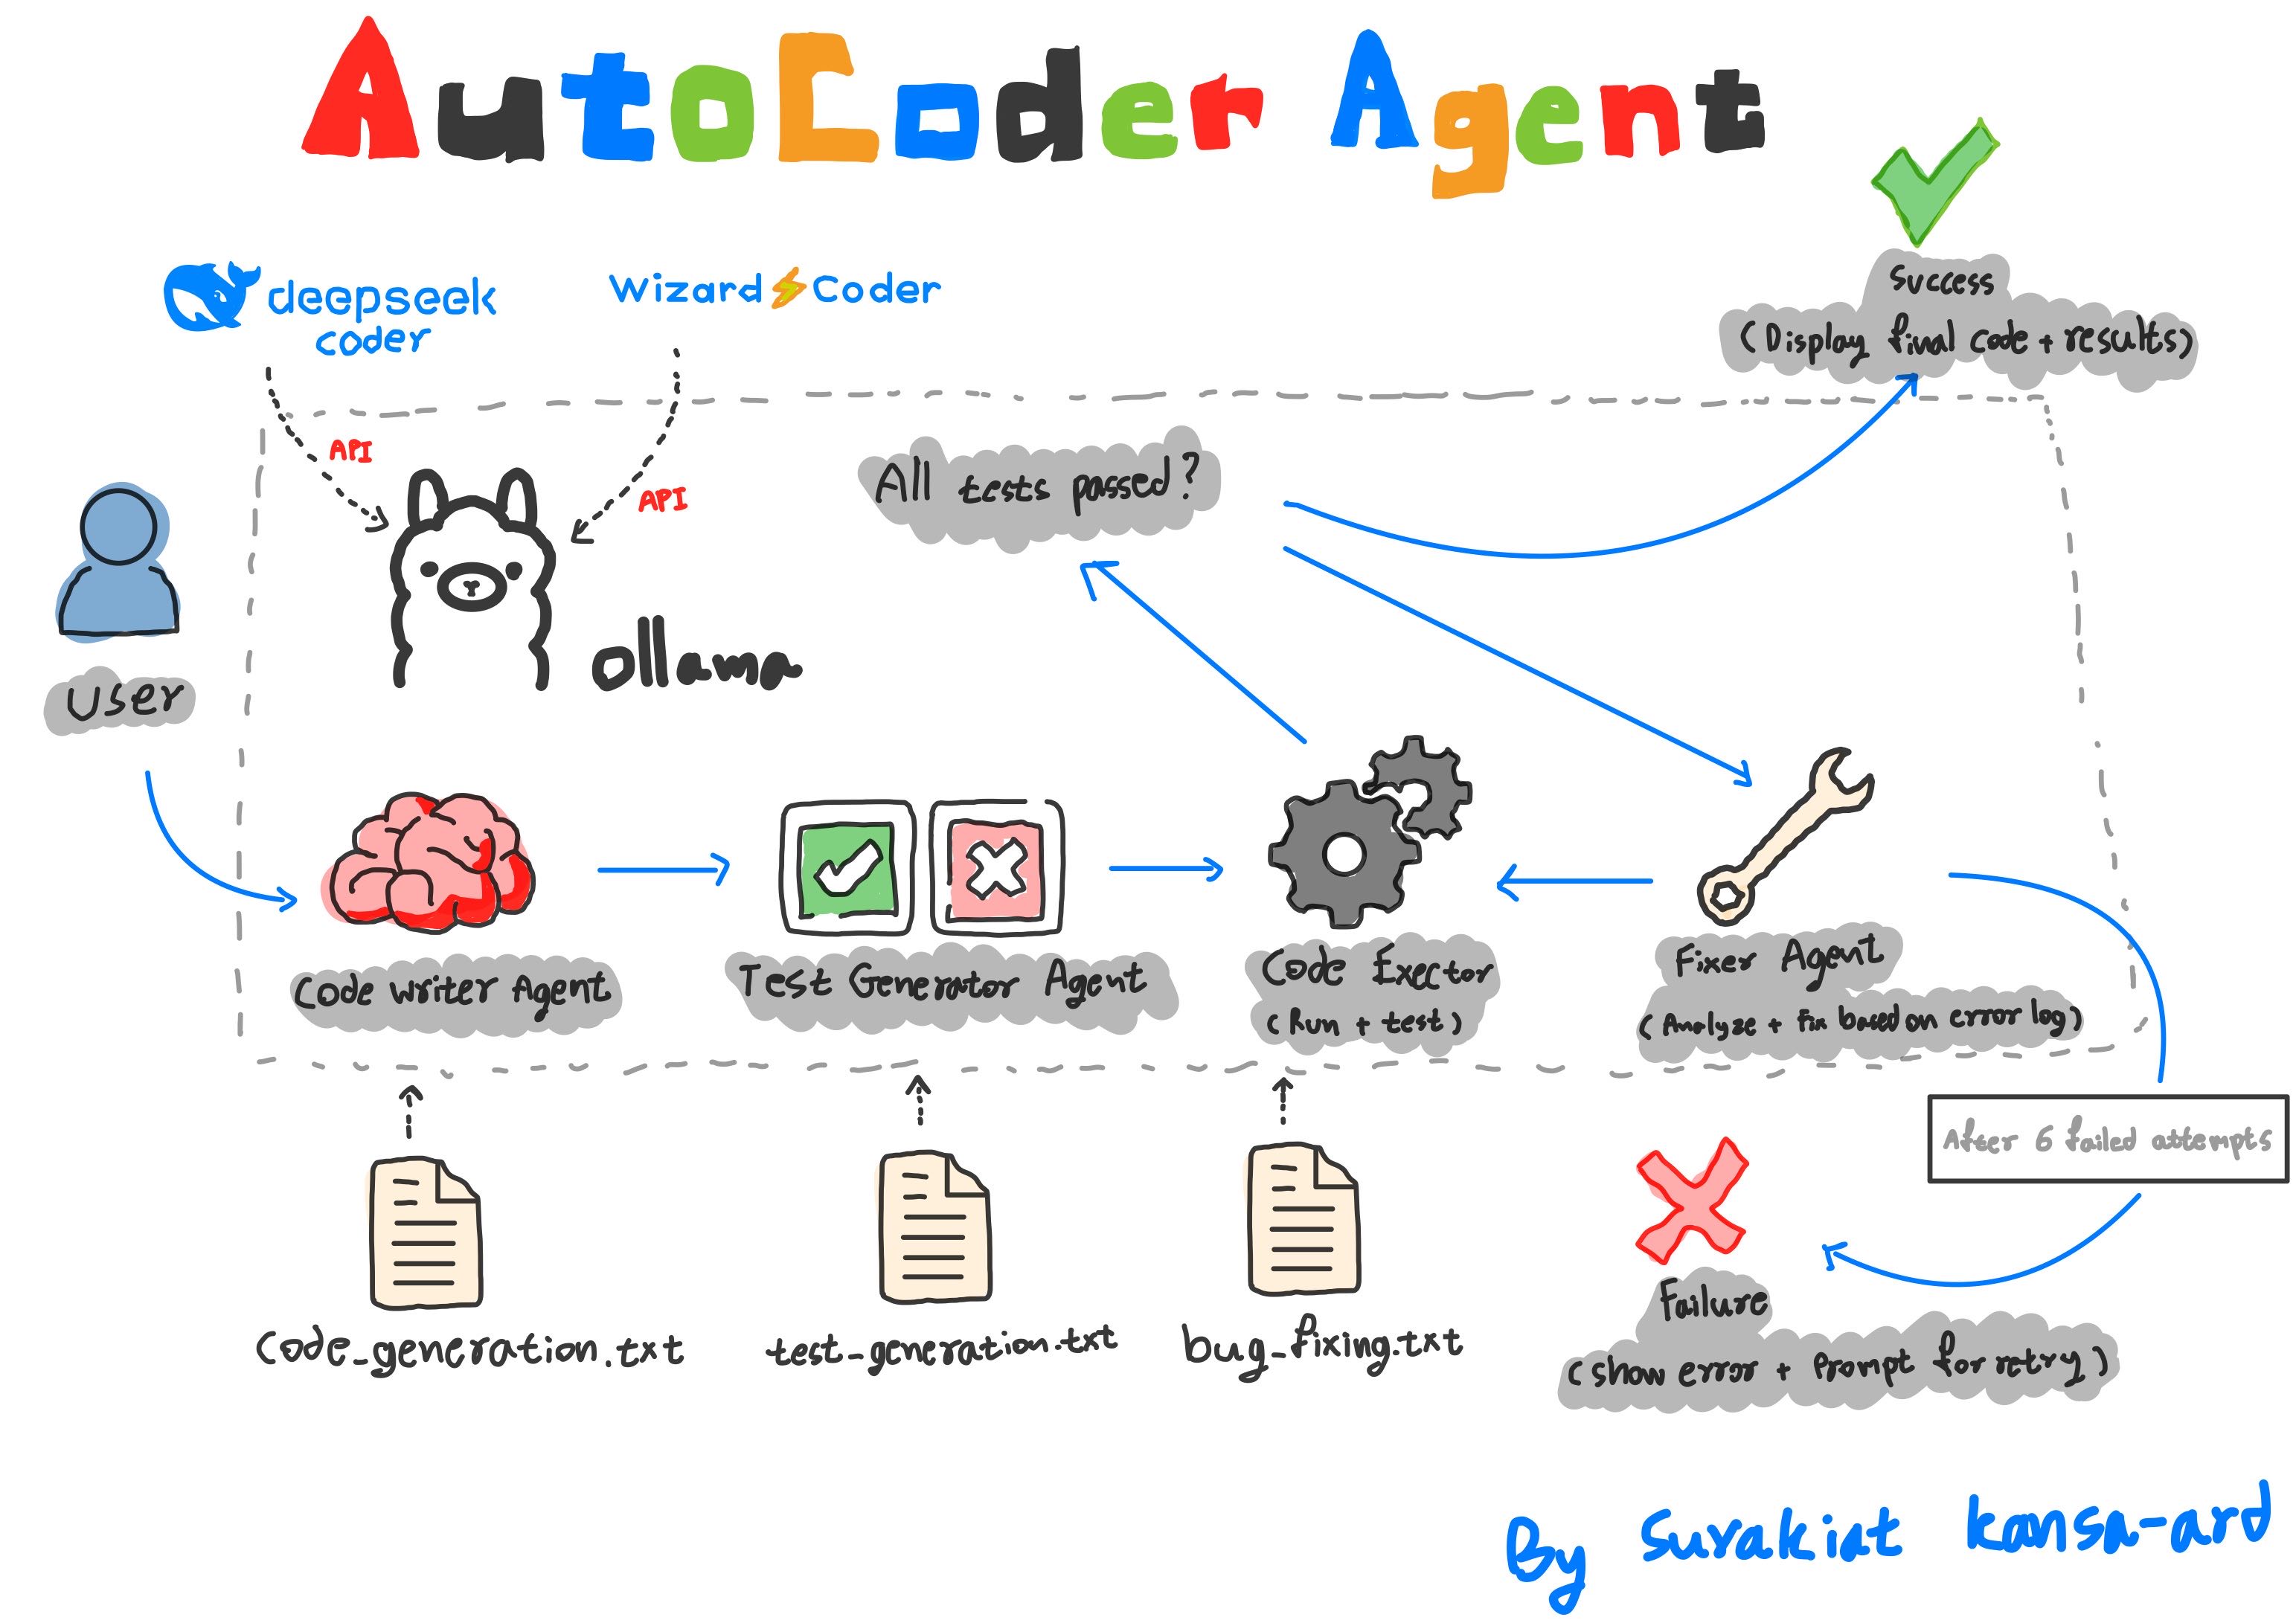 AutoCoder Agent
deepseek
coder
Wizard Coder
success
(Display final code + results)
API
API
All tests passed?
User
ollama
Code Writer Agent
Test Generator Agent
Code Exector
(Run + test)
Fixer Agent
(Analyze + fix based on error log)
After 6 failed attempts
code_generation.txt
test_generation.txt
bug_fixing.txt
Failure
(show error + Prompt for retry)
By Surakiat kansa-ard